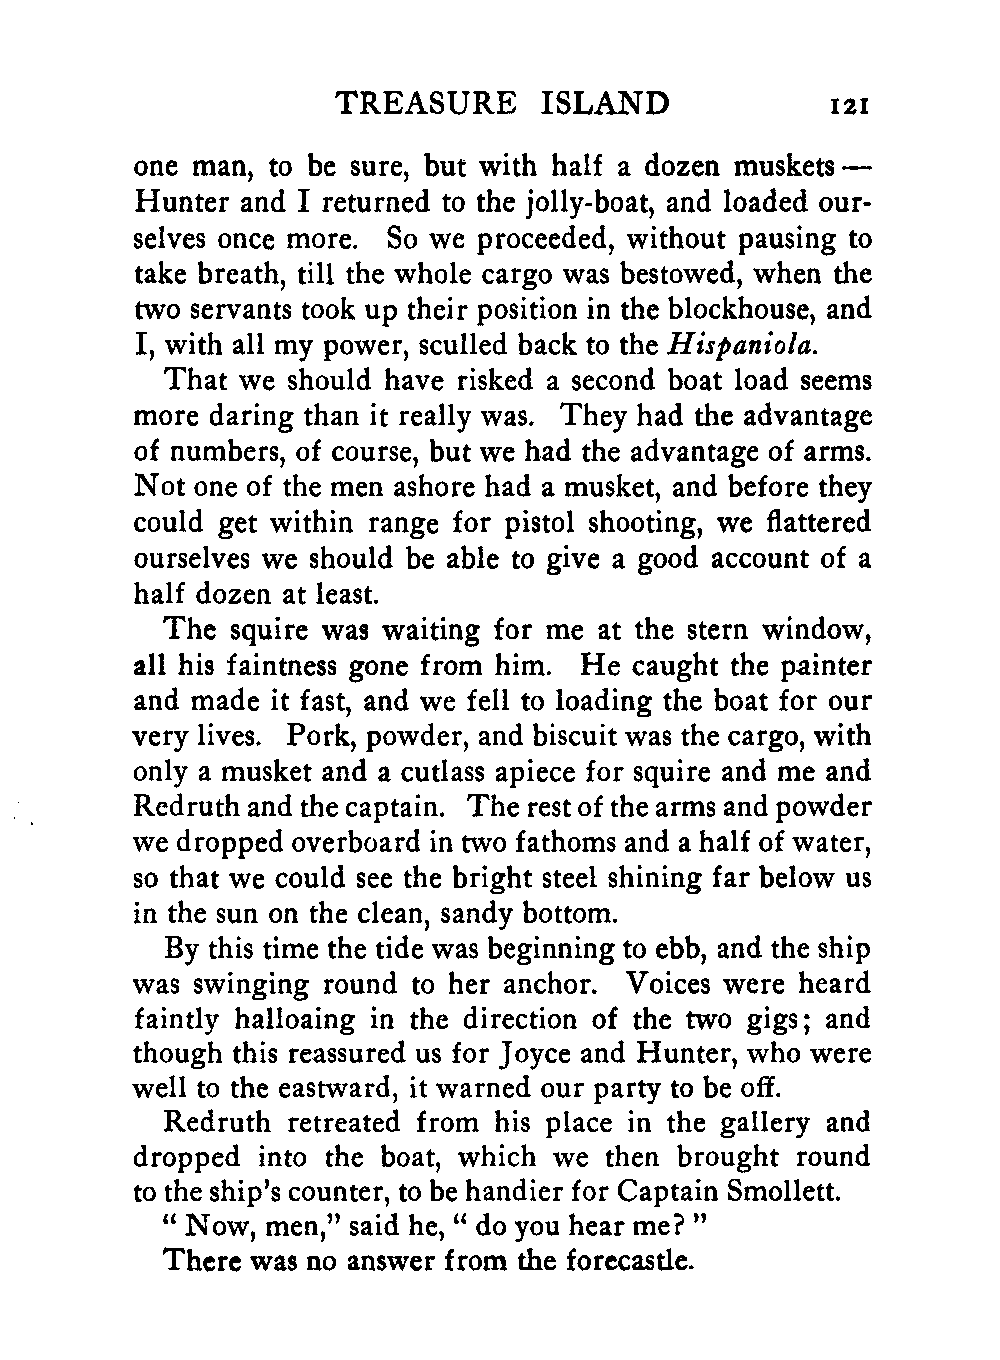 TREASURE ISLAND 121
one man, to be sure, but with half a dozen muskets —
Hunter and I returned to the jolly-boat, and loaded our-
selves once more. So we proceeded, without pausing to
take breath, till the whole cargo was bestowed, when the
two servants took up their position in the blockhouse, and
I, with all my power, sculled back to the Hispaniola.
That we should have risked a second boat load seems
more daring than it really was. They had the advantage
of numbers, of course, but we had the advantage of arms.
Not one of the men ashore had a musket, and before they
could get within range for pistol shooting, we flattered
ourselves we should be able to give a good account of a
half dozen at least.
The squire was waiting for me at the stern window,
all his faintness gone from him. He caught the painter
and made it fast, and we fell to loading the boat for our
very lives. Pork, powder, and biscuit was the cargo, with
only a musket and a cutlass apiece for squire and me and
Redruth and the captain. The rest of the arms and powder
we dropped overboard in two fathoms and a half of water,
so that we could see the bright steel shining far below us
in the sun on the clean, sandy bottom.
By this time the tide was beginning to ebb, and the ship
was swinging round to her anchor. Voices were heard
faintly halloaing in the direction of the two gigs; and
though this reassured us for Joyce and Hunter, who were
well to the eastward, it warned our party to be off.
Redruth retreated from his place in the gallery and
dropped into the boat, which we then brought round
to the ship's counter, to be handier for Captain Smollett.
“ Now, men,” said he, “ do you hear me? ”
There was no answer from the forecastle.